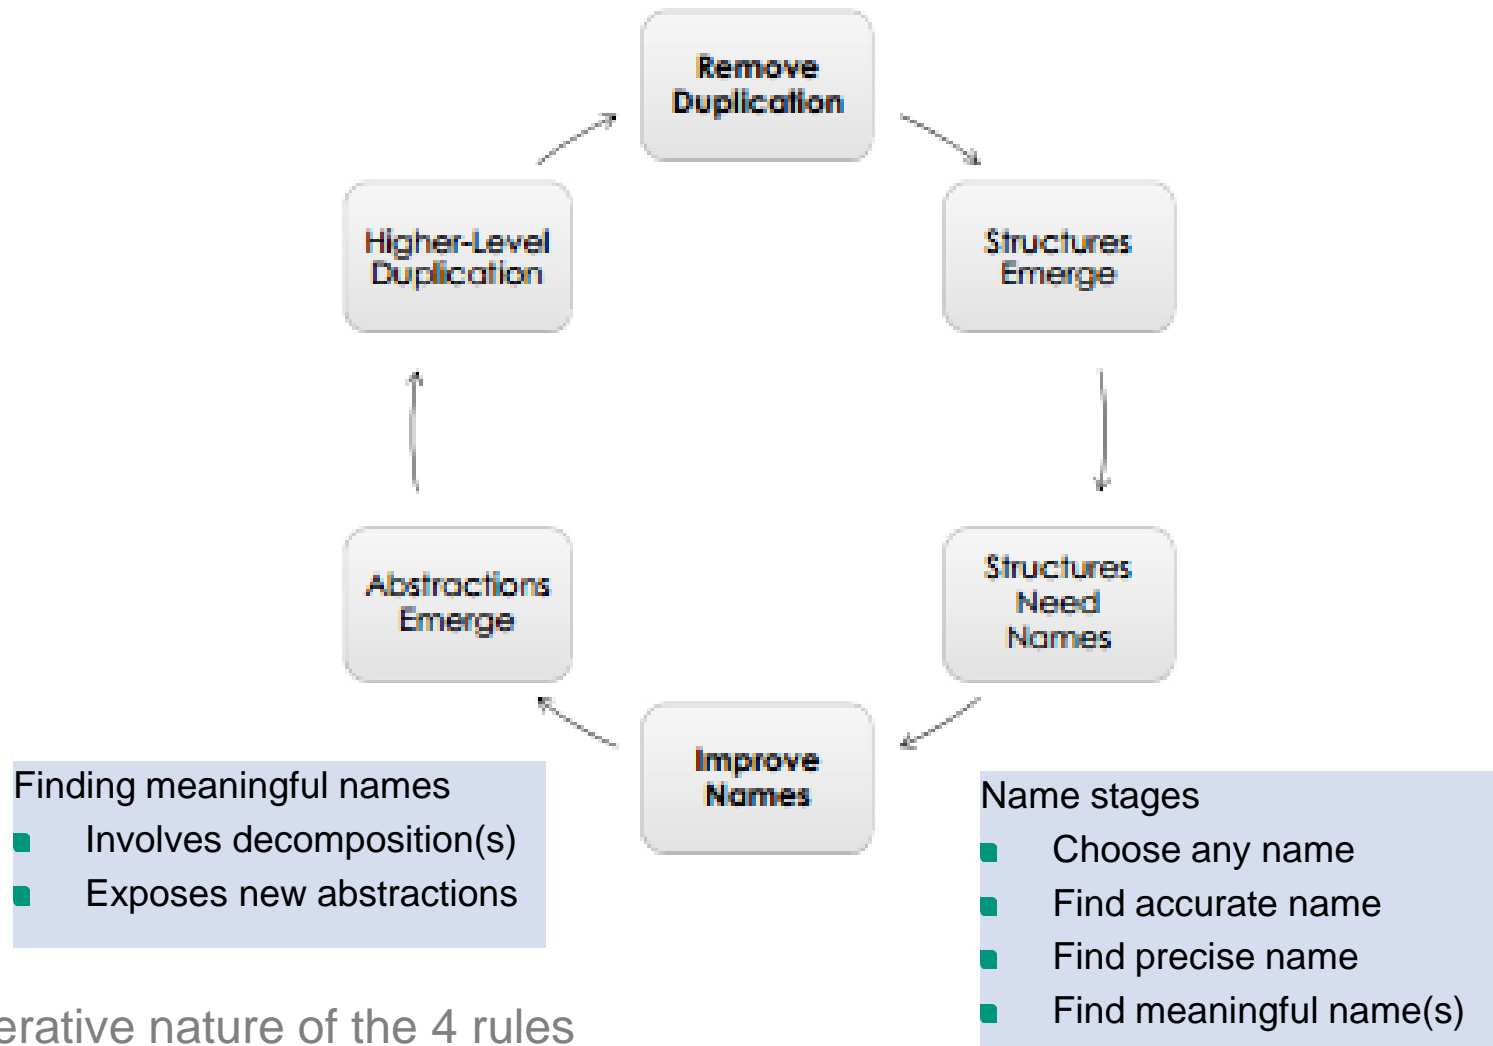 Remove
Duplication
Structures
Emerge
Structures
Need
Names
Improve
Names
Abstractions
Emerge
Higher-Level
Duplication
Finding meaningful names
Involves decomposition(s)
Exposes new abstractions
Name stages
Choose any name
Find accurate name
Find precise name
Find meaningful name(s)
erative nature of the 4 rules